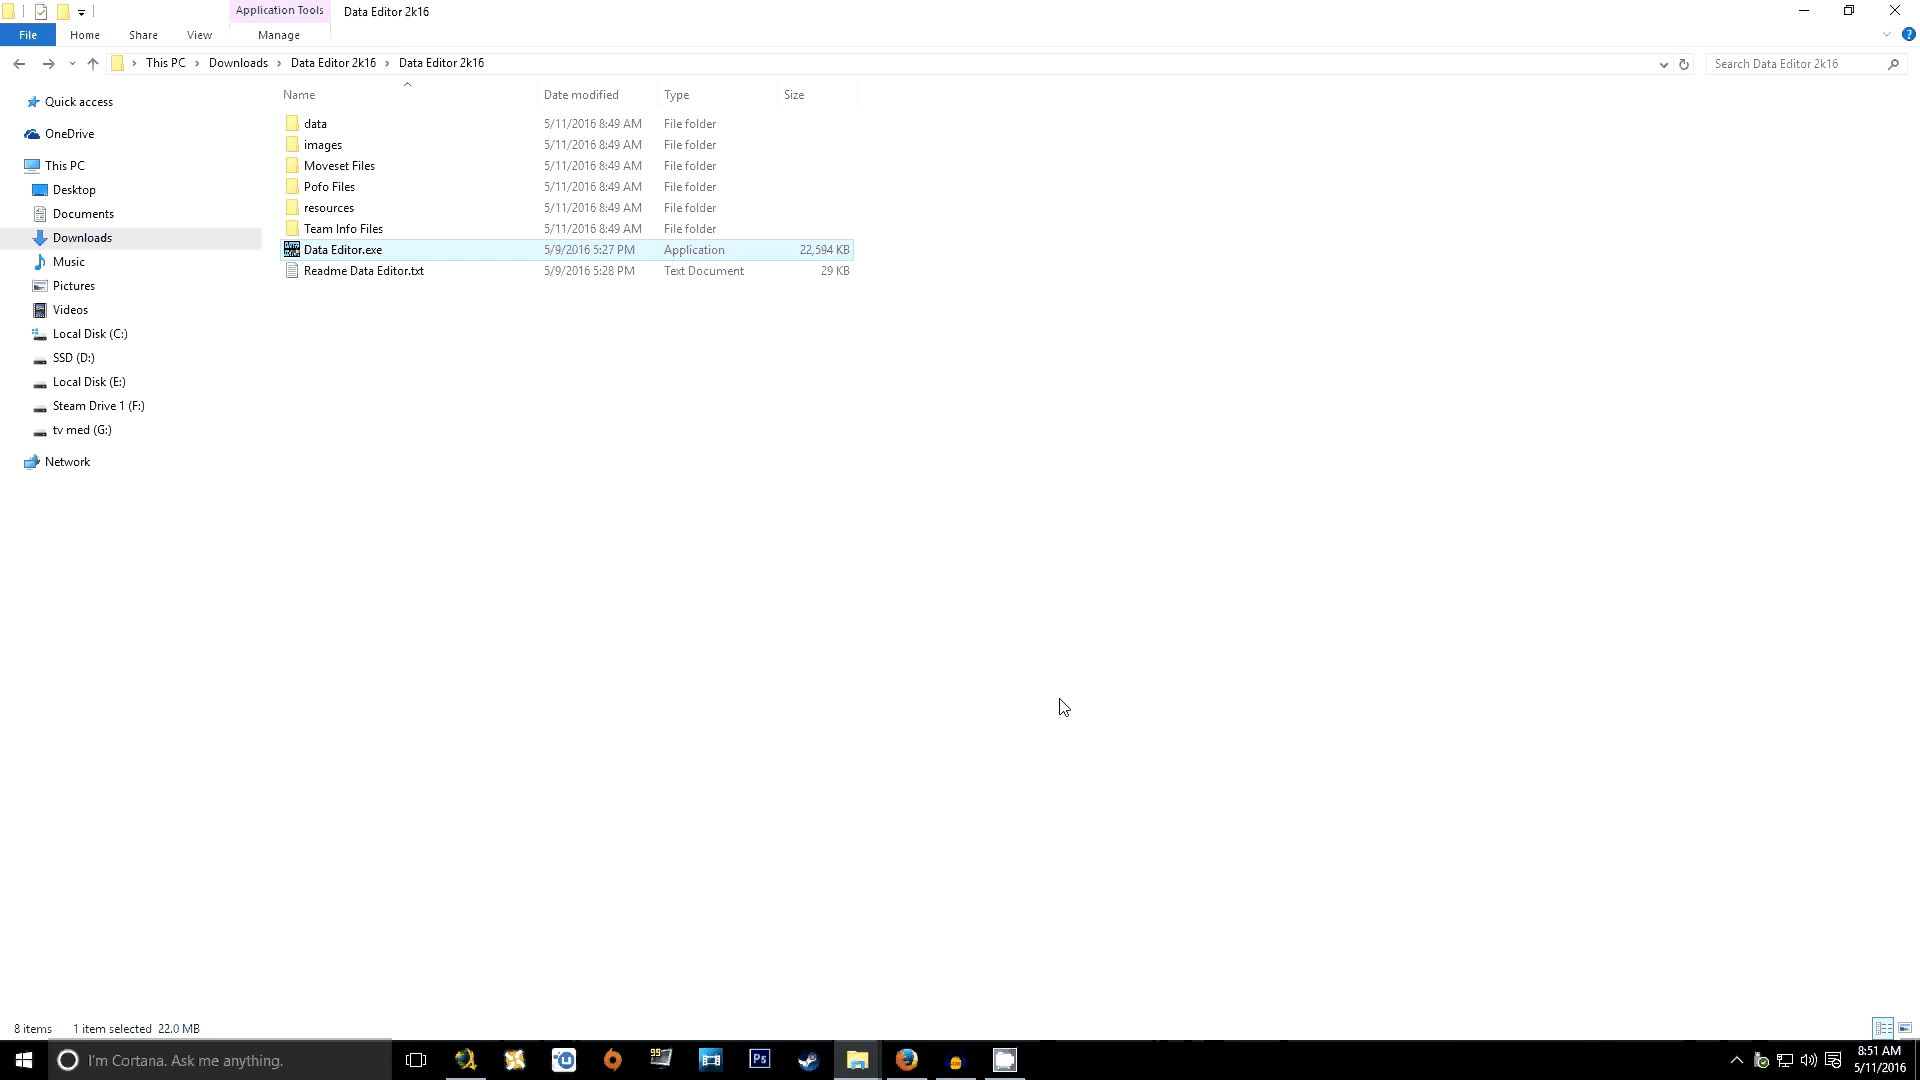 Application Tools
Data Editor 2k16
File
Home
Share
View
Manage
This PC
Downloads
Data Editor 2k16
Data Editor 2k16
Search Data Editor 2k16
Name
Date modified
Type
Size
Quick access
OneDrive
This PC
Desktop
Documents
Downloads
Music
Pictures
Videos
Local Disk (C:)
SSD (D:)
Local Disk (E:)
Steam Drive 1 (F:)
tv med (G:)
Network
data 5/11/2016 8:49 AM File folder
images 5/11/2016 8:49 AM File folder
Moveset Files 5/11/2016 8:49 AM File folder
Pofo Files 5/11/2016 8:49 AM File folder
resources 5/11/2016 8:49 AM File folder
Team Info Files 5/11/2016 8:49 AM File folder
Data Editor.exe 5/9/2016 5:27 PM Application 22,594 KB
Readme Data Editor.txt 5/9/2016 5:28 PM Text Document 29 KB
8 items 1 item selected 22.0 MB
I'm Cortana. Ask me anything.
99
Ps
8:51 AM
5/11/2016